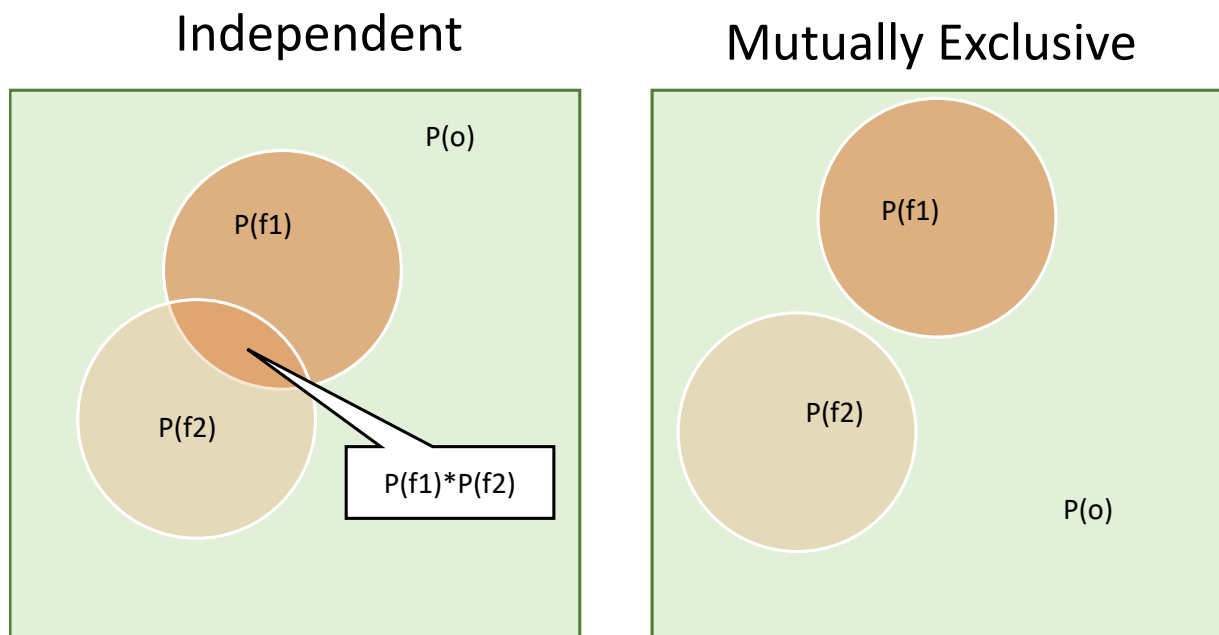 Independent
P(o)
P(f1)
P(f2)
P(f1)*P(f2)
Mutually Exclusive
P(f1)
P(f2)
P(o)